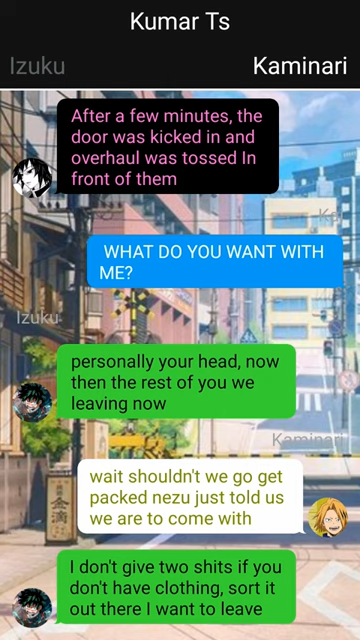 Kumar Ts
Izuku
Kaminari
After a few minutes, the
door was kicked in and
overhaul was tossed In
front of them
WHAT DO YOU WANT WITH
ME?
Izuku
personally your head, now
then the rest of you we
leaving now
Kaminari
wait shouldn't we go get
packed nezu just told us
we are to come with
I don't give two shits if you
don't have clothing, sort it
out there I want to leave